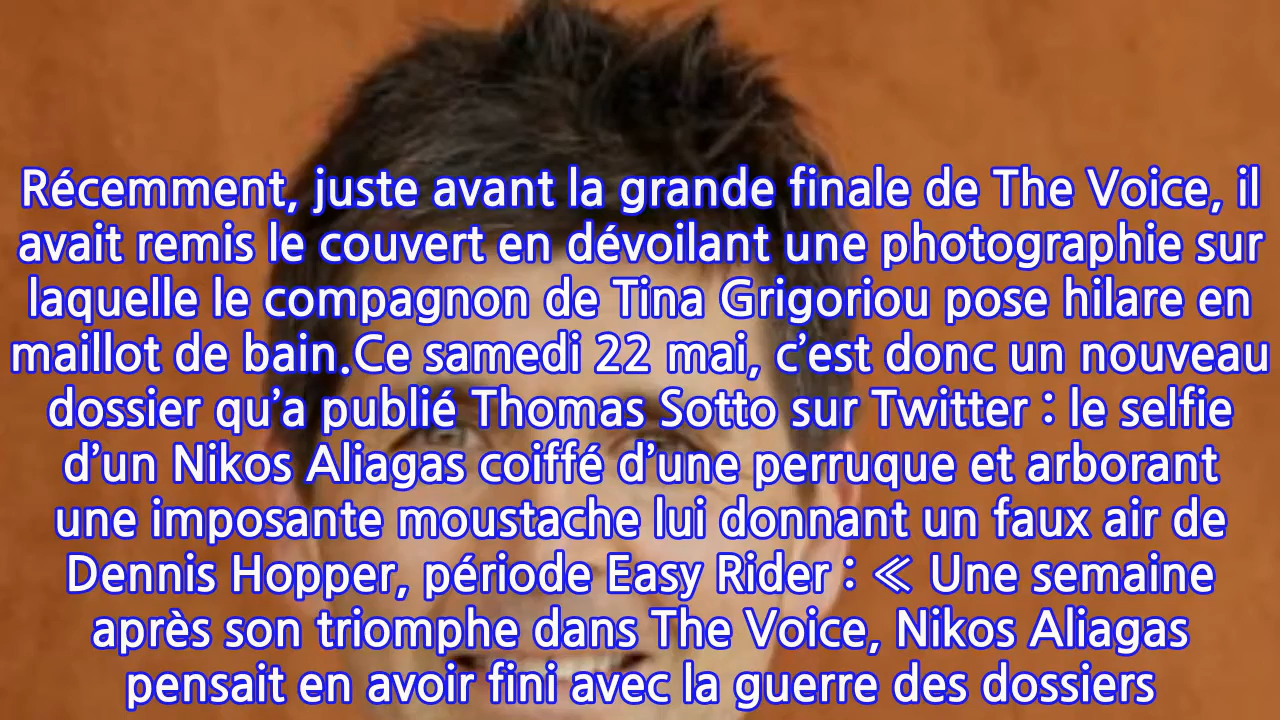 Récemment, juste avant la grande finale de The Voice, il
avait remis le couvert en dévoilant une photographie sur
laquelle le compagnon de Tina Grigoriou pose hilare en
maillot de bain.Ce samedi 22 mai, c’est donc un nouveau
dossier qu’a publié Thomas Sotto sur Twitter : le selfie
d’un Nikos Aliagas coiffé d’une perruque et arborant
une imposante moustache lui donnant un faux air de
Dennis Hopper, période Easy Rider : « Une semaine
après son triomphe dans The Voice, Nikos Aliagas
pensait en avoir fini avec la guerre des dossiers